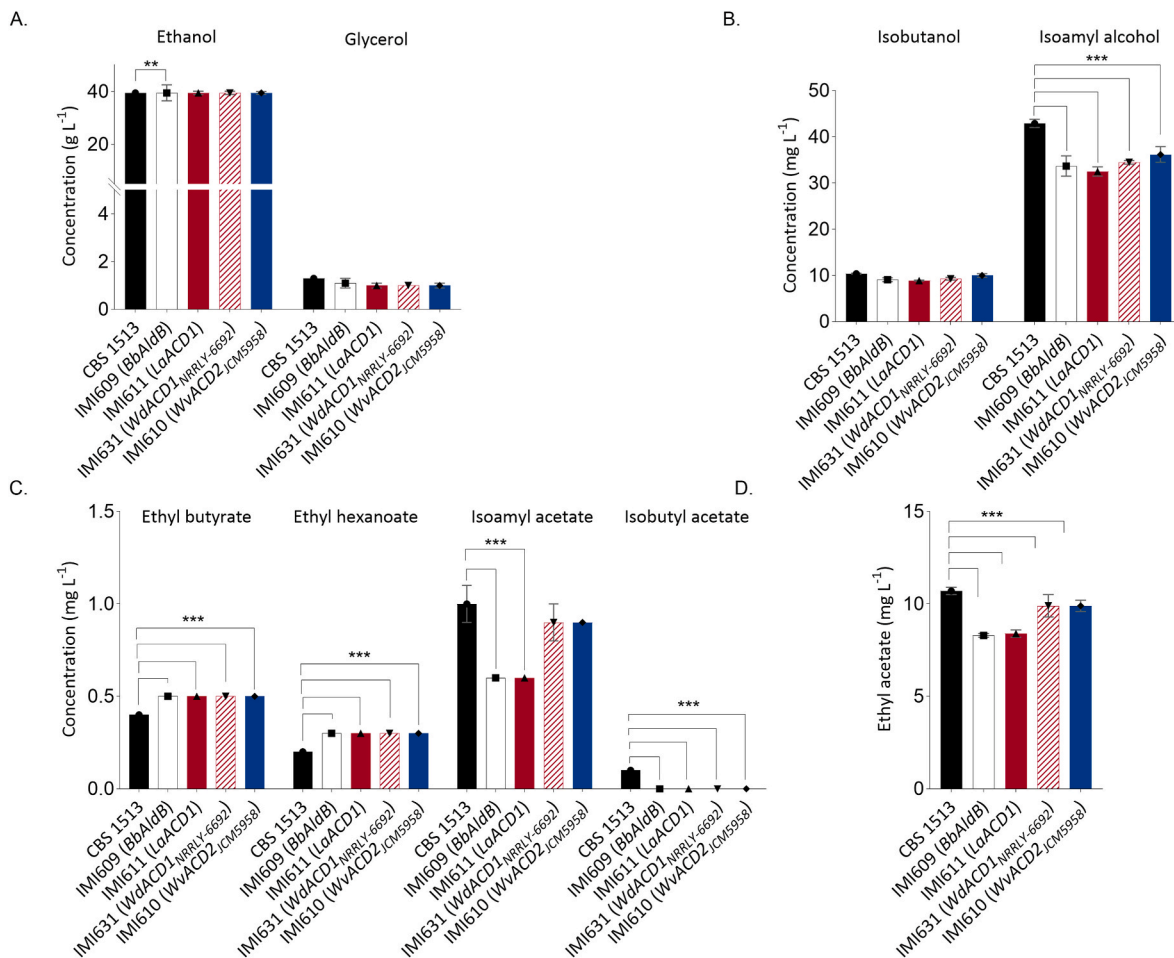 A.
Ethanol
Glycerol
**
Concentration (g L⁻¹)
40
20
4
2
0
CBS 1513
IMI609 (BbAldB)
IMI611 (LaACD1)
IMI631 (WdACD1NRRLY-6692)
IMI610 (WvACD2JCM5958)
CBS 1513
IMI609 (BbAldB)
IMI611 (LaACD1)
IMI631 (WdACD1NRRLY-6692)
IMI610 (WvACD2JCM5958)
B.
Isobutanol
Isoamyl alcohol
***
Concentration (mg L⁻¹)
50
40
30
20
10
0
CBS 1513
IMI609 (BbAldB)
IMI611 (LaACD1)
IMI631 (WdACD1NRRLY-6692)
IMI610 (WvACD2JCM5958)
CBS 1513
IMI609 (BbAldB)
IMI611 (LaACD1)
IMI631 (WdACD1NRRLY-6692)
IMI610 (WvACD2JCM5958)
C.
Ethyl butyrate
Ethyl hexanoate
Isoamyl acetate
Isobutyl acetate
***
***
***
***
Concentration (mg L⁻¹)
1.5
1.0
0.5
0.0
CBS 1513
IMI609 (BbAldB)
IMI611 (LaACD1)
IMI631 (WdACD1NRRLY-6692)
IMI610 (WvACD2JCM5958)
CBS 1513
IMI609 (BbAldB)
IMI611 (LaACD1)
IMI631 (WdACD1NRRLY-6692)
IMI610 (WvACD2JCM5958)
CBS 1513
IMI609 (BbAldB)
IMI611 (LaACD1)
IMI631 (WdACD1NRRLY-6692)
IMI610 (WvACD2JCM5958)
CBS 1513
IMI609 (BbAldB)
IMI611 (LaACD1)
IMI631 (WdACD1NRRLY-6692)
IMI610 (WvACD2JCM5958)
D.
***
Ethyl acetate (mg L⁻¹)
15
10
5
0
CBS 1513
IMI609 (BbAldB)
IMI611 (LaACD1)
IMI631 (WdACD1NRRLY-6692)
IMI610 (WvACD2JCM5958)